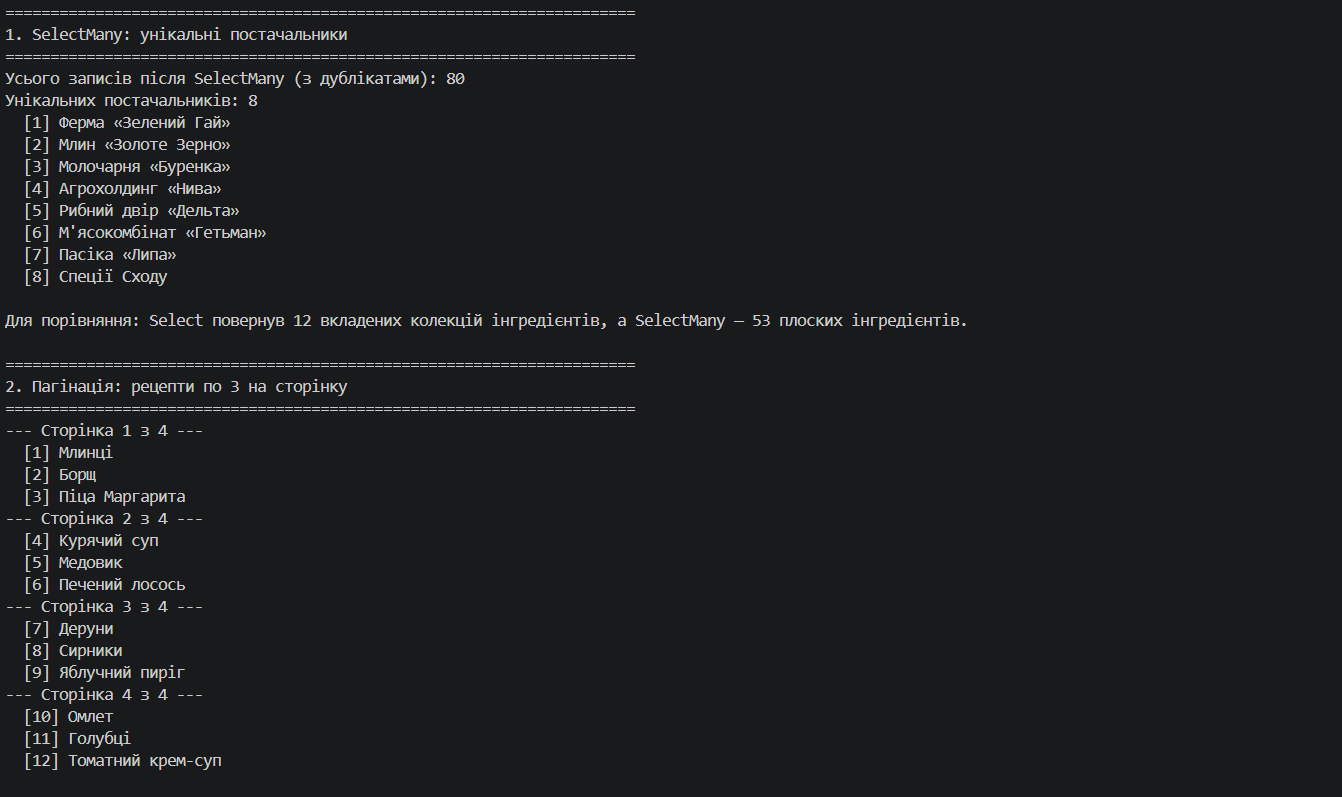 ======================================================================
1. SelectMany: унікальні постачальники
======================================================================
Усього записів після SelectMany (з дублікатами): 80
Унікальних постачальників: 8
  [1] Ферма «Зелений Гай»
  [2] Млин «Золоте Зерно»
  [3] Молочарня «Буренка»
  [4] Агрохолдинг «Нива»
  [5] Рибний двір «Дельта»
  [6] М'ясокомбінат «Гетьман»
  [7] Пасіка «Липа»
  [8] Спеції Сходу
Для порівняння: Select повернув 12 вкладених колекцій інгредієнтів, а SelectMany — 53 плоских інгредієнтів.
======================================================================
2. Пагінація: рецепти по 3 на сторінку
======================================================================
--- Сторінка 1 з 4 ---
  [1] Млинці
  [2] Борщ
  [3] Піца Маргарита
--- Сторінка 2 з 4 ---
  [4] Курячий суп
  [5] Медовик
  [6] Печений лосось
--- Сторінка 3 з 4 ---
  [7] Деруни
  [8] Сирники
  [9] Яблучний пиріг
--- Сторінка 4 з 4 ---
  [10] Омлет
  [11] Голубці
  [12] Томатний крем-суп